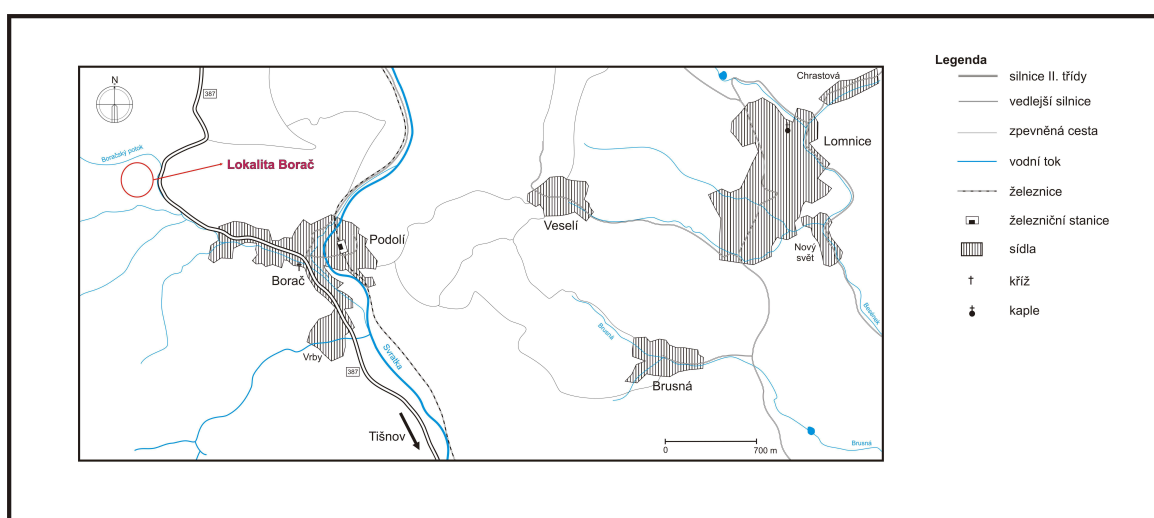 N
387
Boračský potok
Lokalita Borač
Podolí
Borač
Vrby
387
Svratka
Tišnov
Veselí
Brusná
Brusná
Chrastová
Lomnice
Nový
svět
Besének
Brusná
0
700 m
Legenda
silnice II. třídy
vedlejší silnice
zpevněná cesta
vodní tok
železnice
železniční stanice
sídla
kříž
kaple